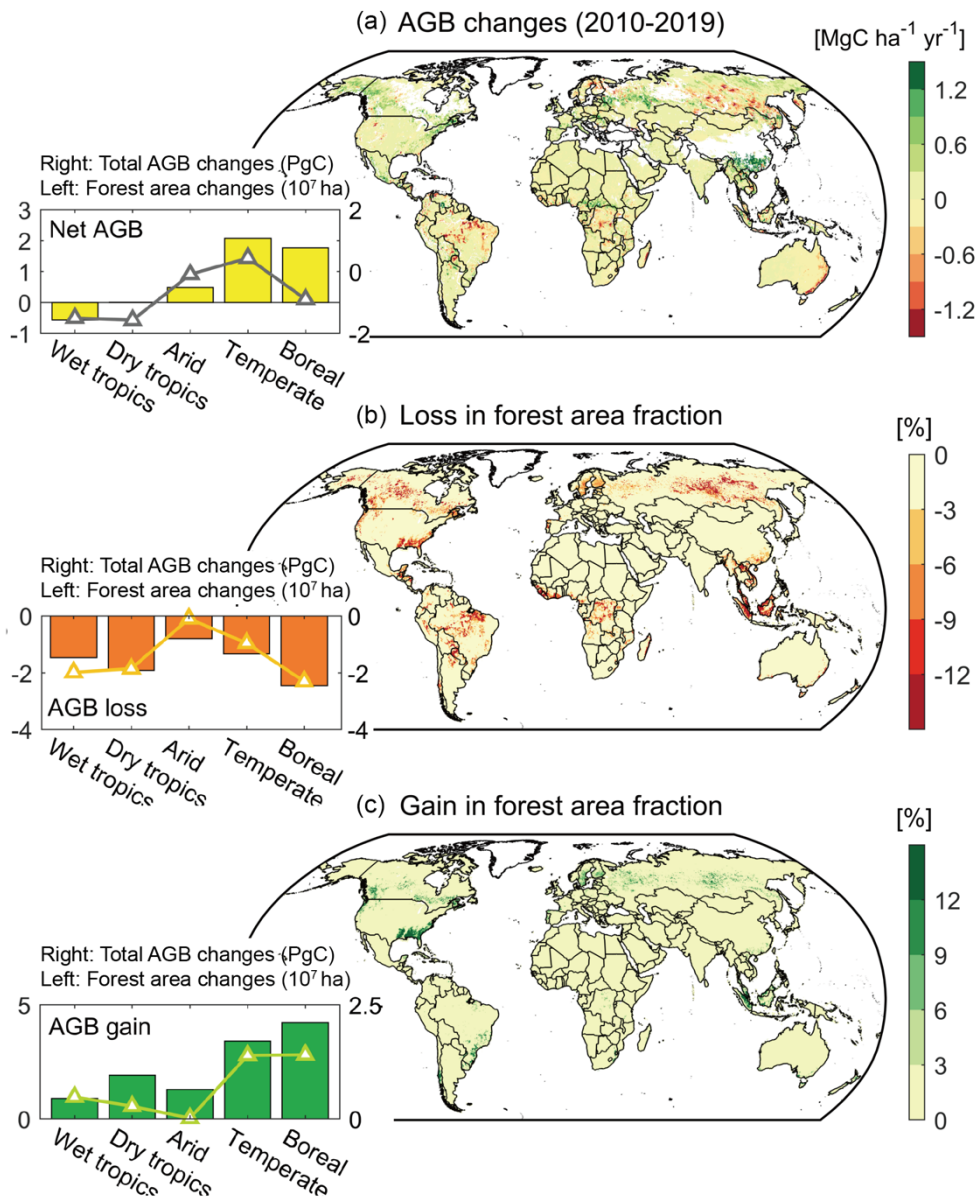 (a) AGB changes (2010-2019)
[MgC ha⁻¹ yr⁻¹]
1.2
0.6
0
-0.6
-1.2
Right: Total AGB changes (PgC)
Left: Forest area changes (10⁷ ha)
Net AGB
3
2
1
0
-1
2
0
-2
Wet tropics
Dry tropics
Arid
Temperate
Boreal
(b) Loss in forest area fraction
[%]
0
-3
-6
-9
-12
Right: Total AGB changes (PgC)
Left: Forest area changes (10⁷ ha)
0
-2
-4
0
-2
-4
AGB loss
Wet tropics
Dry tropics
Arid
Temperate
Boreal
(c) Gain in forest area fraction
[%]
12
9
6
3
0
Right: Total AGB changes (PgC)
Left: Forest area changes (10⁷ ha)
5
0
2.5
0
AGB gain
Wet tropics
Dry tropics
Arid
Temperate
Boreal